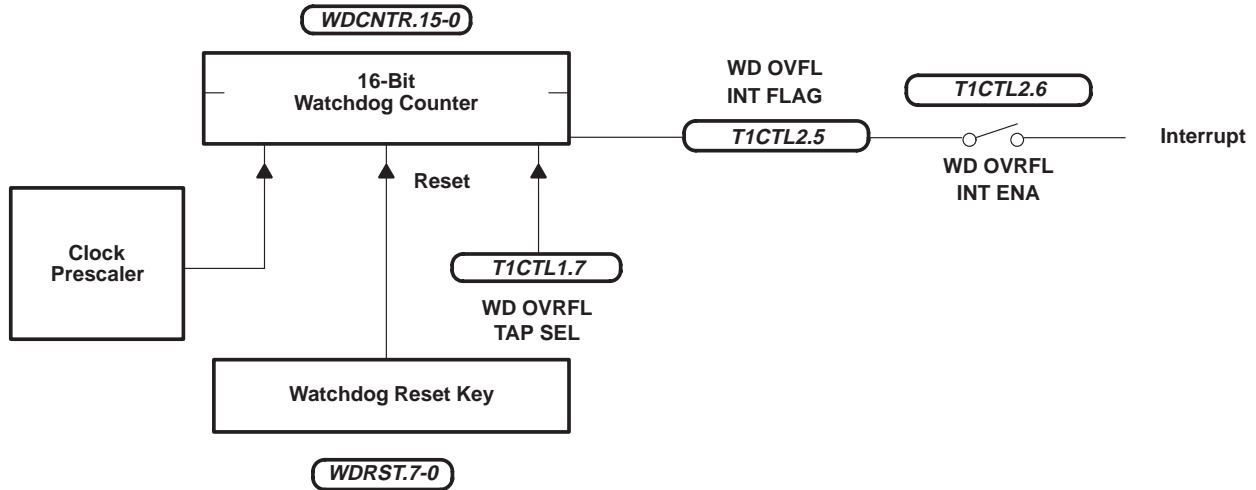 WDCNTR.15-0
16-Bit
Watchdog Counter
WD OVFL
INT FLAG
T1CTL2.6
T1CTL2.5
Interrupt
WD OVRFL
INT ENA
Reset
Clock
Prescaler
T1CTL1.7
WD OVRFL
TAP SEL
Watchdog Reset Key
WDRST.7-0